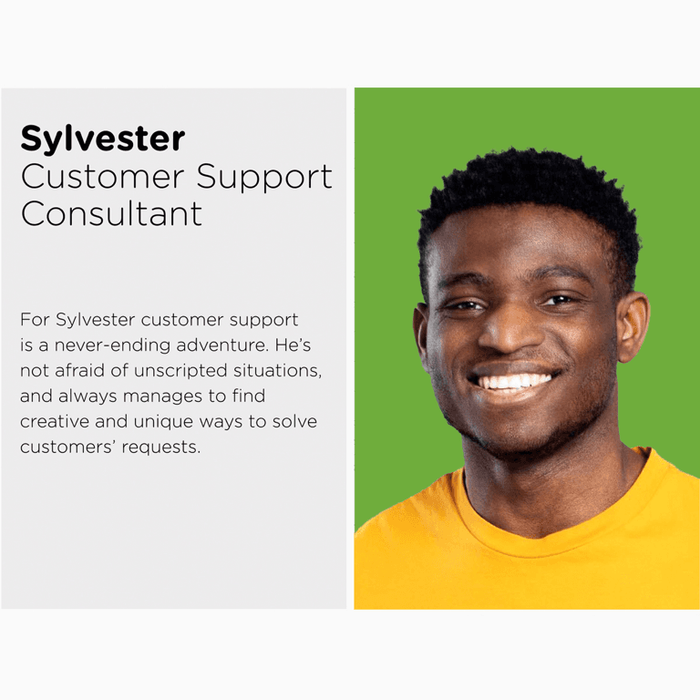 Sylvester
Customer Support
Consultant
For Sylvester customer support
is a never-ending adventure. He’s
not afraid of unscripted situations,
and always manages to find
creative and unique ways to solve
customers’ requests.